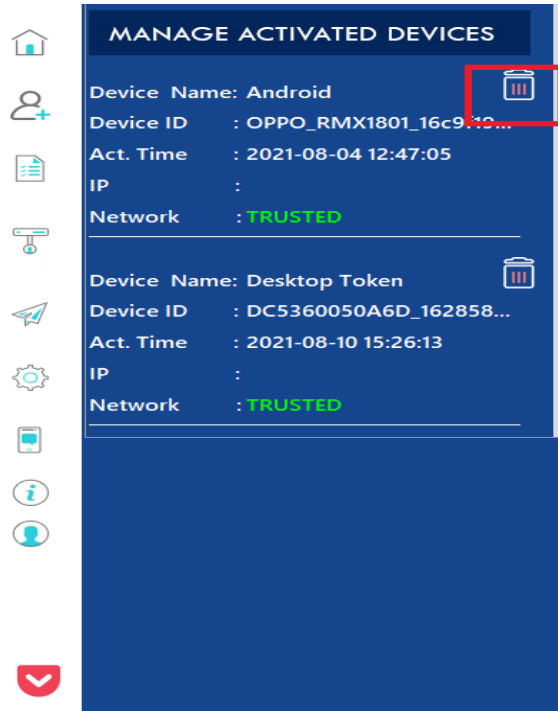 MANAGE ACTIVATED DEVICES
Device Name: Android
Device ID : OPPO_RMX1801_16c9f19...
Act. Time : 2021-08-04 12:47:05
IP :
Network : TRUSTED
Device Name: Desktop Token
Device ID : DC5360050A6D_162858...
Act. Time : 2021-08-10 15:26:13
IP :
Network : TRUSTED